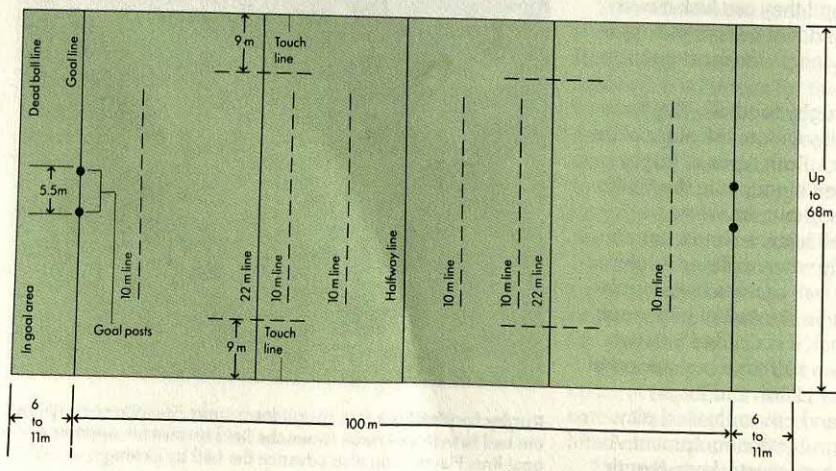 9 m
Touch
line
Dead ball line
Goal line
5.5m
In goal area
Goal posts
10 m line
22 m line
10 m line
10 m line
Halfway line
10 m line
10 m line
22 m line
10 m line
9 m
Touch
line
Up
to
68m
6
to
11m
100 m
6
to
11m